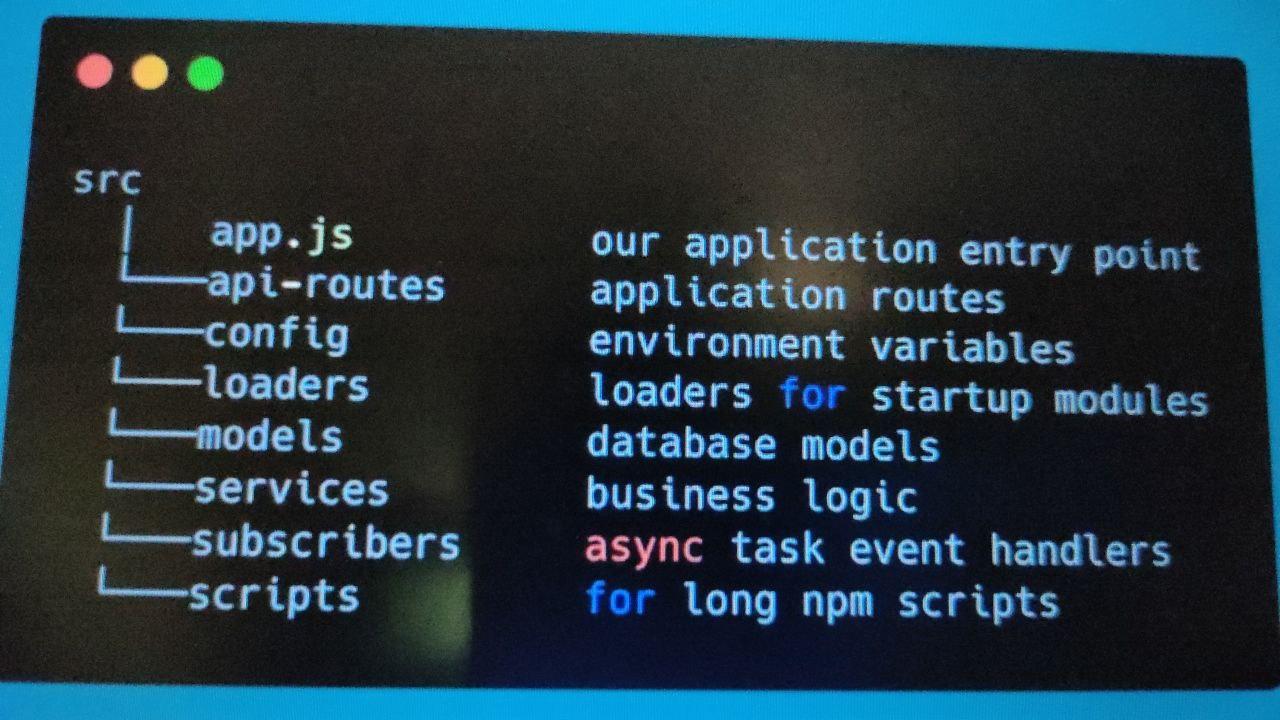 src
│ app.js our application entry point
└───api-routes application routes
└───config environment variables
└───loaders loaders for startup modules
└───models database models
└───services business logic
└───subscribers async task event handlers
└───scripts for long npm scripts